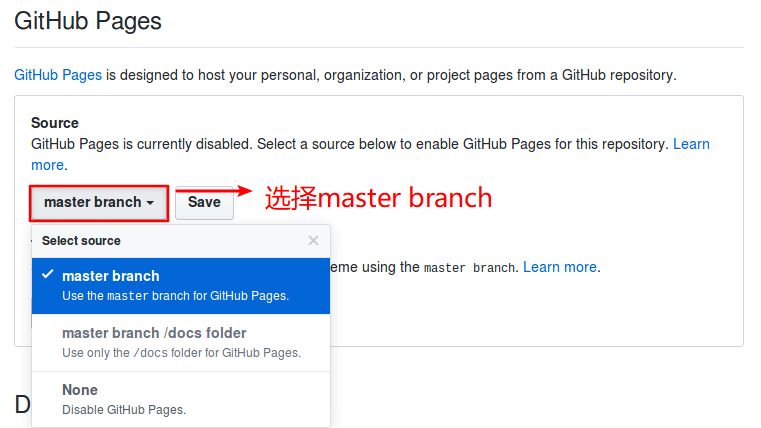 GitHub Pages
GitHub Pages is designed to host your personal, organization, or project pages from a GitHub repository.
Source
GitHub Pages is currently disabled. Select a source below to enable GitHub Pages for this repository. Learn
more.
master branch
Save
选择master branch
Select source
eme using the master branch. Learn more.
master branch
Use the master branch for GitHub Pages.
master branch /docs folder
Use only the /docs folder for GitHub Pages.
None
Disable GitHub Pages.
D